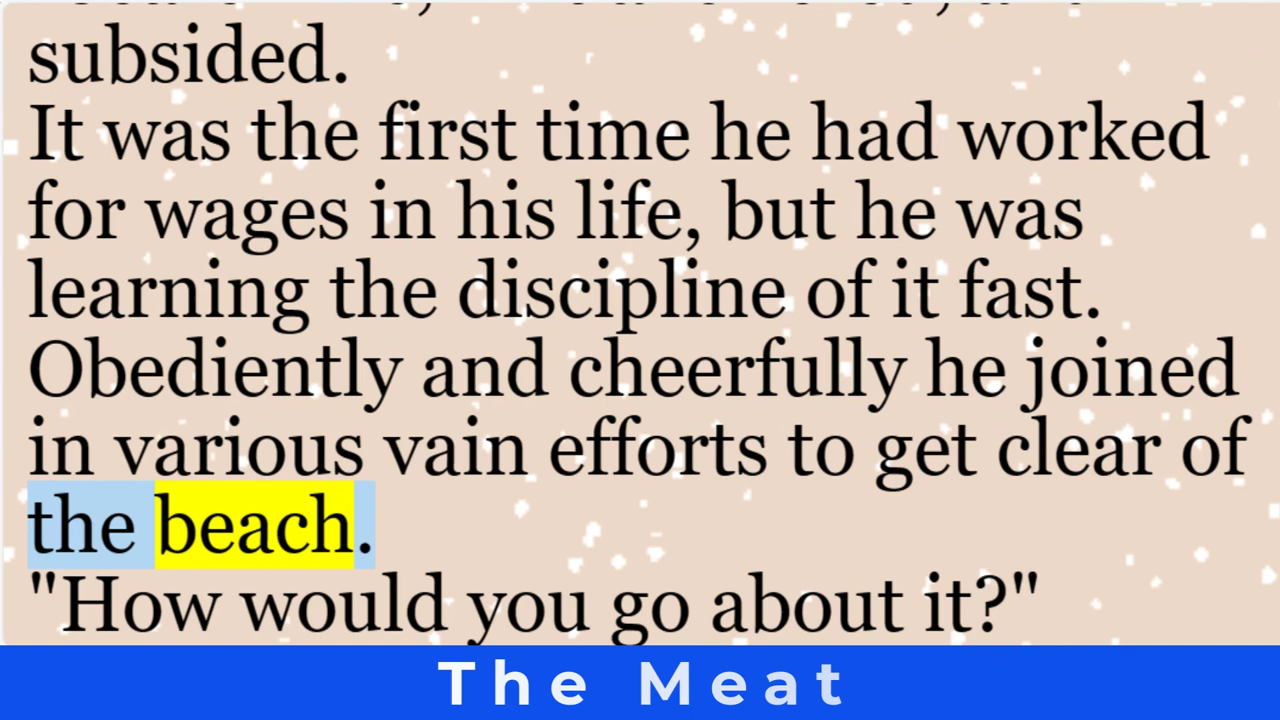 subsided.
It was the first time he had worked
for wages in his life, but he was
learning the discipline of it fast.
Obediently and cheerfully he joined
in various vain efforts to get clear of
the beach.
"How would you go about it?"
The Meat